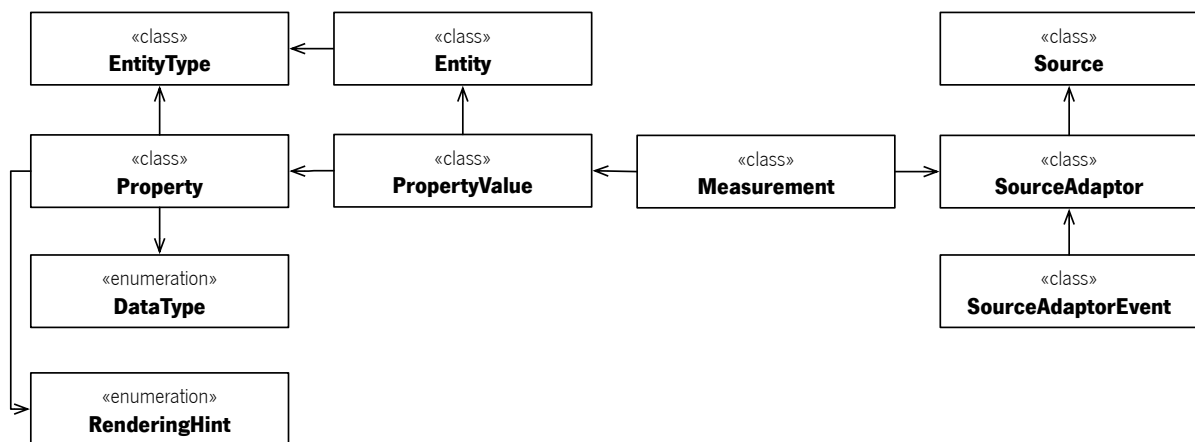 «class»
EntityType
«class»
Entity
«class»
Source
«class»
Property
«class»
PropertyValue
«class»
Measurement
«class»
SourceAdaptor
«enumeration»
DataType
«class»
SourceAdaptorEvent
«enumeration»
RenderingHint